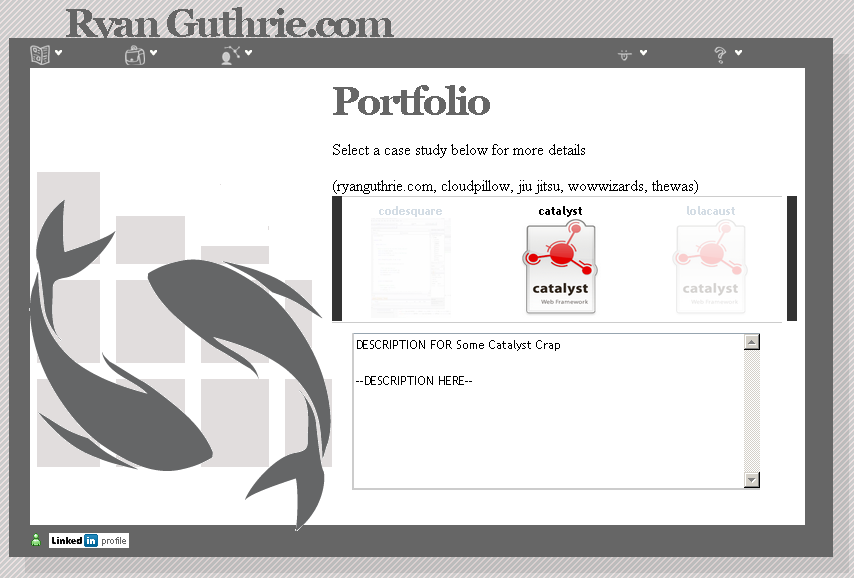 Ryan Guthrie.com
Portfolio
Select a case study below for more details
(ryanguthrie.com, cloudpillow, jiu jitsu, wowwizards, thewas)
codesquare
catalyst
lolacaust
catalyst
Web Framework
catalyst
Web Framework
DESCRIPTION FOR Some Catalyst Crap
--DESCRIPTION HERE--
Linked in profile